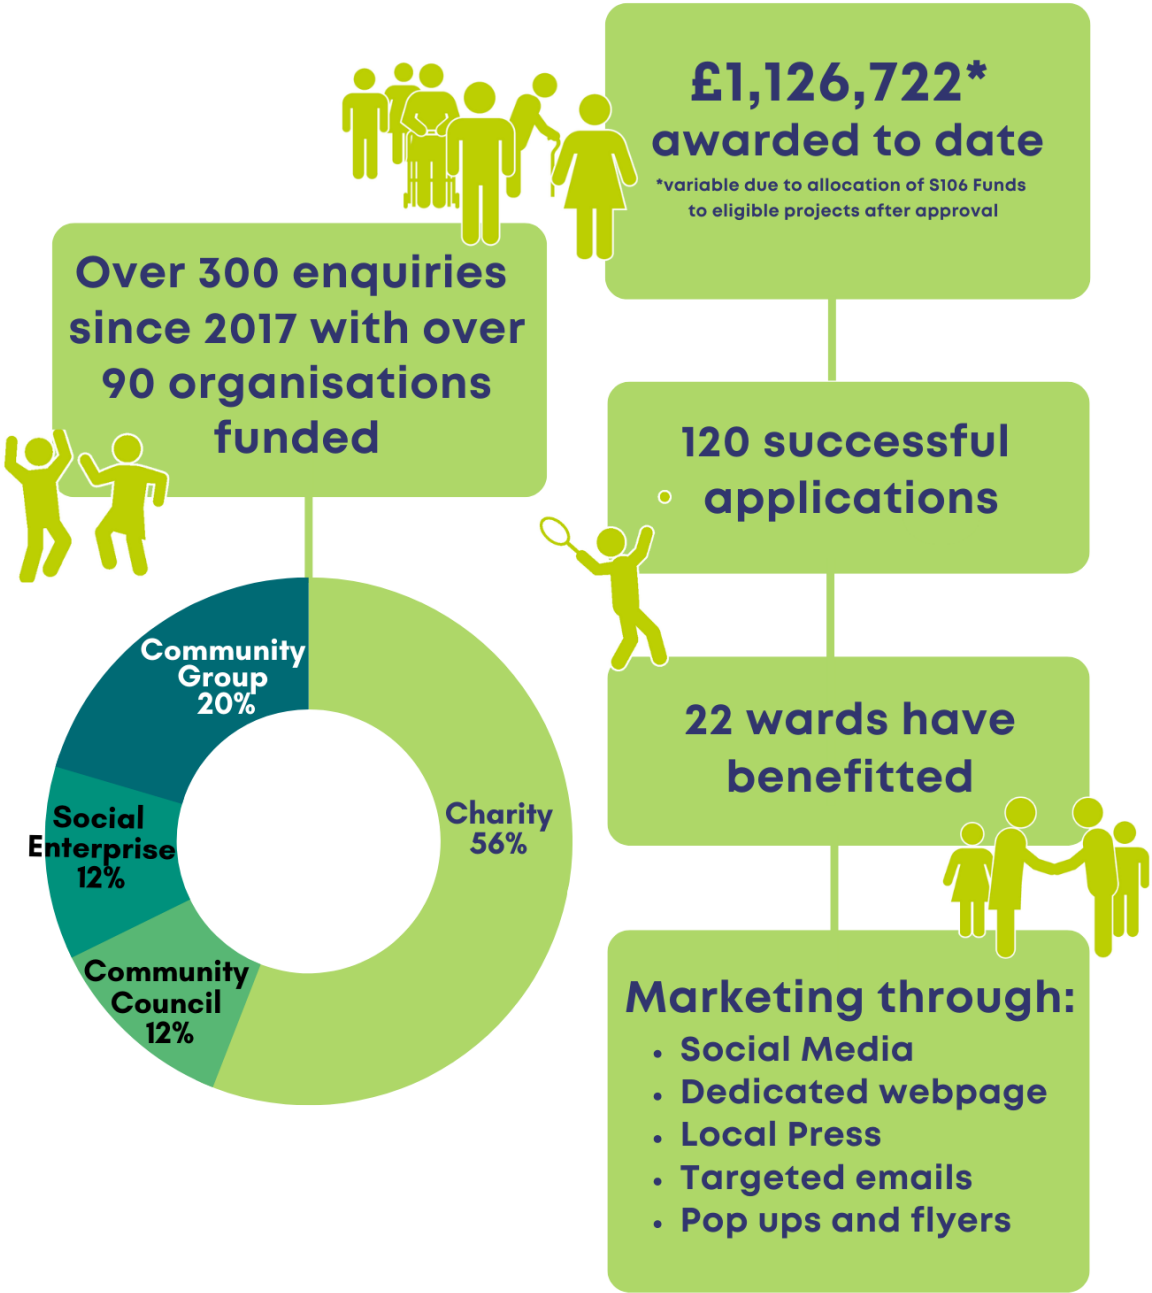 £1,126,722*
awarded to date
*variable due to allocation of S106 Funds
to eligible projects after approval
Over 300 enquiries
since 2017 with over
90 organisations
funded
120 successful
applications
22 wards have
benefitted
Community
Group
20%
Social
Enterprise
12%
Community
Council
12%
Charity
56%
Marketing through:
• Social Media
• Dedicated webpage
• Local Press
• Targeted emails
• Pop ups and flyers